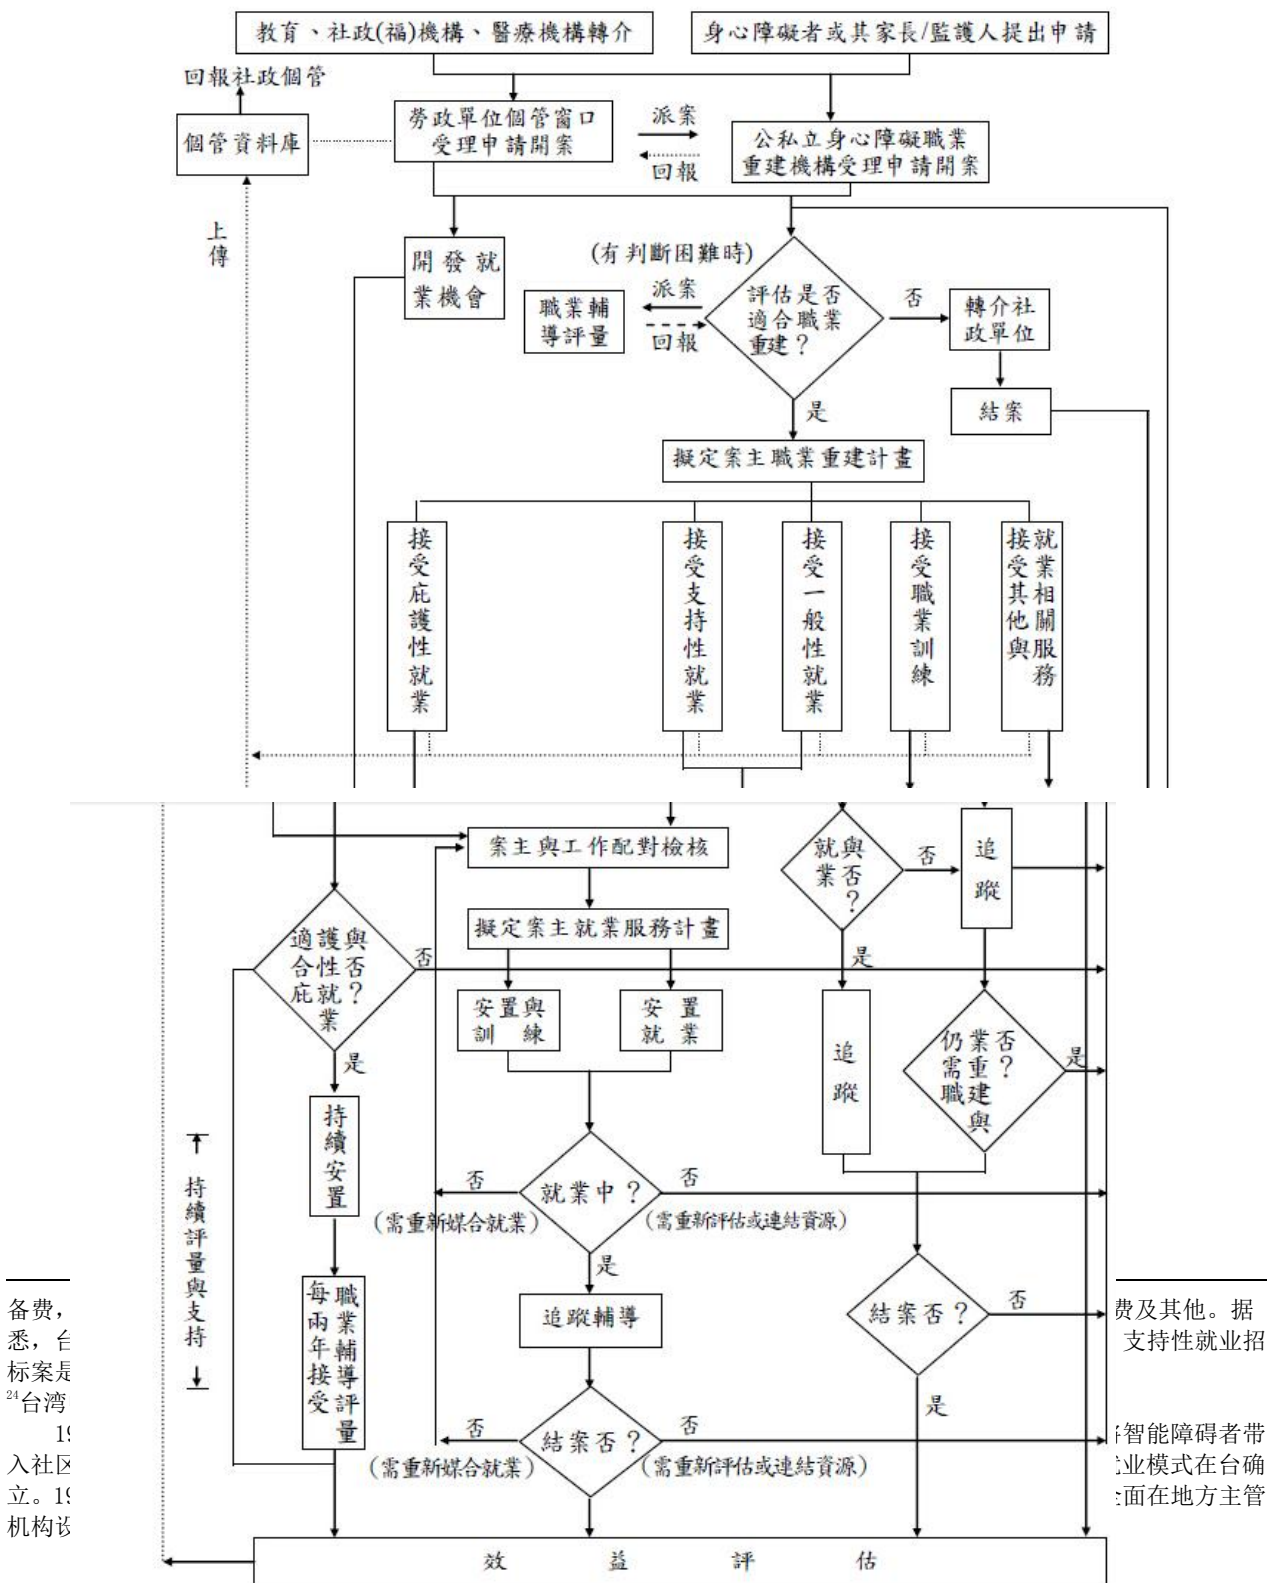 教育、社政(福)機構、醫療機構轉介
身心障礙者或其家長/監護人提出申請
回報社政個管
個管資料庫
勞政單位個管窗口
受理申請開案
派案
回報
公私立身心障礙職業
重建機構受理申請開案
上傳
開發就
業機會
(有判斷困難時)
職業輔
導評量
派案
回報
評估是否
適合職業
重建？
否
轉介社
政單位
結案
是
擬定案主職業重建計畫
接受庇護性就業
接受支持性就業
接受一般性就業
接受職業訓練
接受其他與
就業相關服務
案主與工作配對檢核
就業
與否？
否
追蹤
擬定案主就業服務計畫
適合庇
護性就業
與否？
否
是
安置與
訓練
安置
就業
追蹤
仍需職
業重建
否？與
是
是
持續安置
持續評量與支持
就業中？
否
(需重新媒合就業)
否
(需重新評估或連結資源)
是
每兩年接受
職業輔導評量
追蹤輔導
結案否？
否
是
結案否？
否
(需重新媒合就業)
否
(需重新評估或連結資源)
效益評估
备费，
费及其他。据
悉，台
支持性就业招
标案是
24台湾
19
智能障碍者带
入社区
业模式在台确
立。19
全面在地方主管
机构设